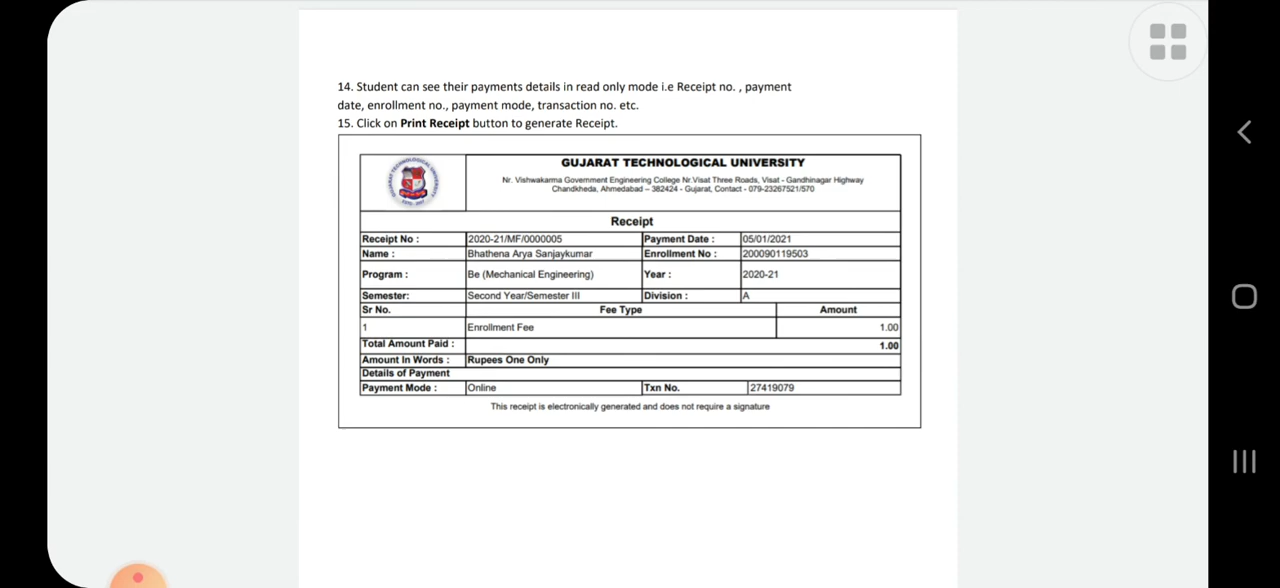 14. Student can see their payments details in read only mode i.e Receipt no. , payment
date, enrollment no., payment mode, transaction no. etc.
15. Click on Print Receipt button to generate Receipt.
GUJARAT TECHNOLOGICAL UNIVERSITY
Nr. Vishwakarma Government Engineering College Nr.Visat Three Roads, Visat - Gandhinagar Highway
Chandkheda, Ahmedabad – 382424 - Gujarat, Contact - 079-23267521/570
Receipt
Receipt No : 2020-21/MF/0000005 Payment Date : 05/01/2021
Name : Bhathena Arya Sanjaykumar Enrollment No : 200090119503
Program : Be (Mechanical Engineering) Year : 2020-21
Semester: Second Year/Semester III Division : A
Sr No. Fee Type Amount
1 Enrollment Fee 1.00
Total Amount Paid : 1.00
Amount In Words : Rupees One Only
Details of Payment
Payment Mode : Online Txn No. 27419079
This receipt is electronically generated and does not require a signature